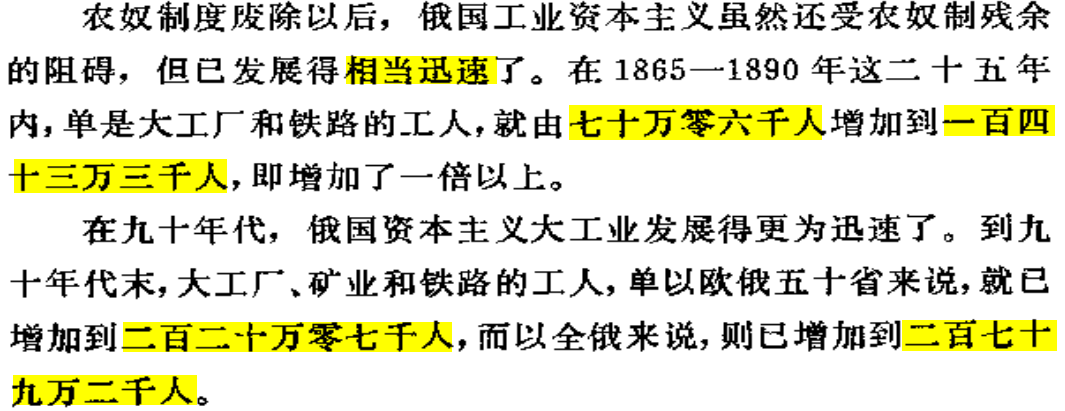 农奴制度废除以后，俄国工业资本主义虽然还受农奴制残余
的阻碍，但已发展得相当迅速了。在1865—1890年这二十五年
内，单是大工厂和铁路的工人，就由七十万零六千人增加到一百四
十三万三千人，即增加了一倍以上。
在九十年代，俄国资本主义大工业发展得更为迅速了。到九
十年代末，大工厂、矿业和铁路的工人，单以欧俄五十省来说，就已
增加到二百二十万零七千人，而以全俄来说，则已增加到二百七十
九万二千人。